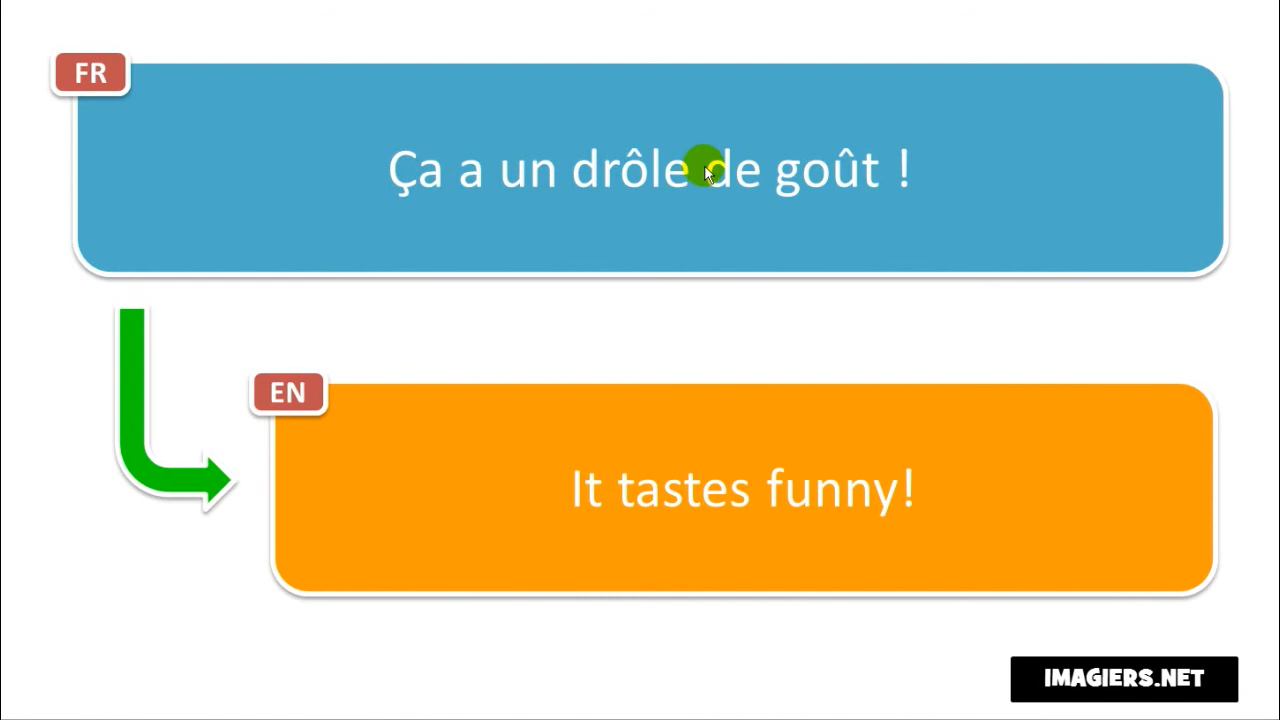 FR
Ça a un drôle de goût !
EN
It tastes funny!
IMAGIERS.NET